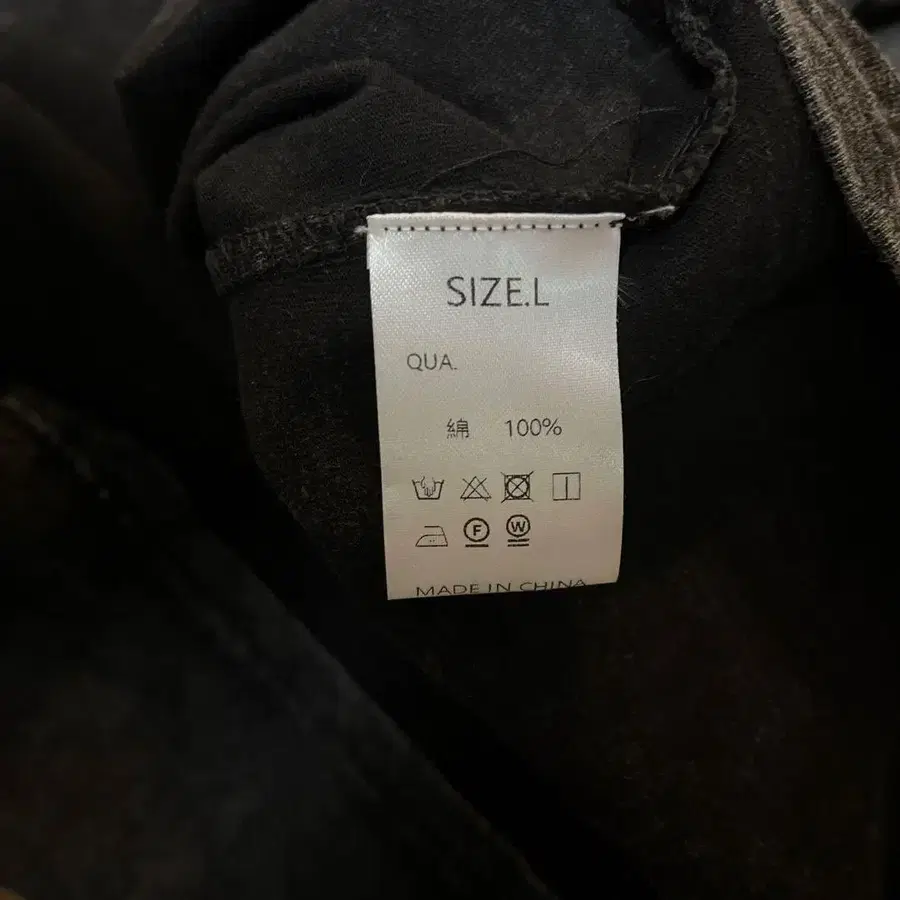 SIZE.L
QUA.
綿 100%
F W
MADE IN CHINA